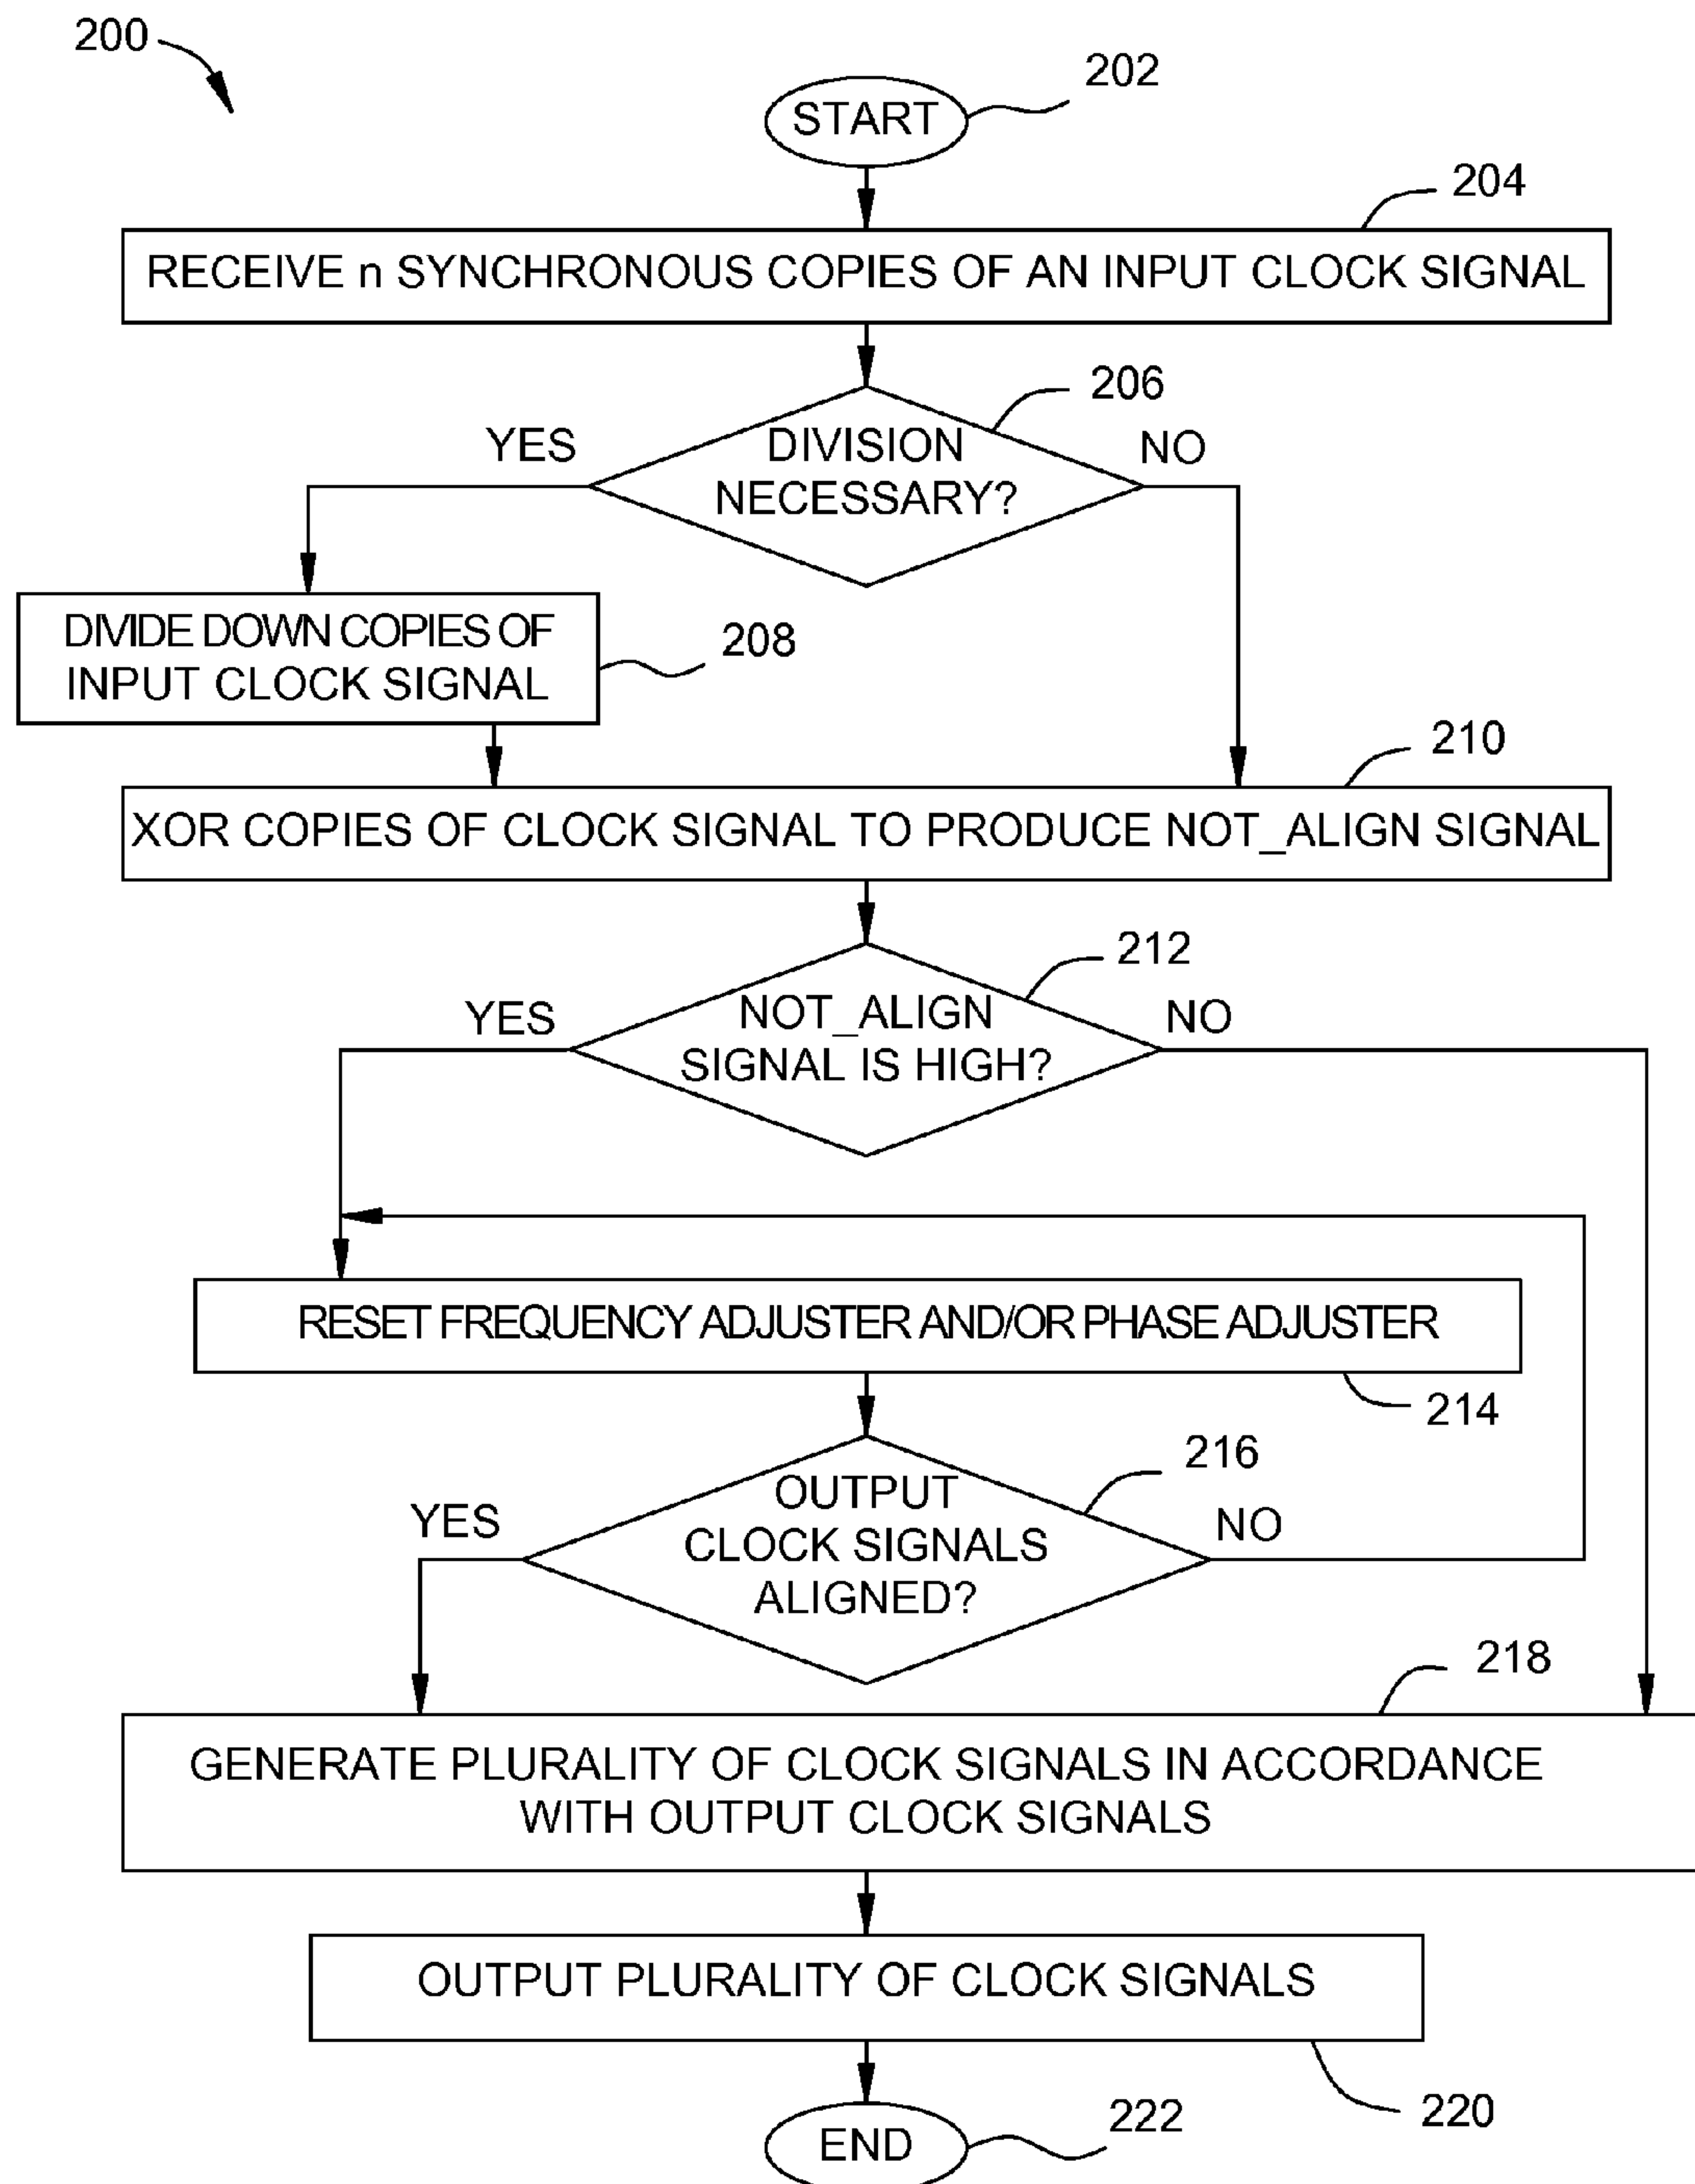 200
202
START
204
RECEIVE n SYNCHRONOUS COPIES OF AN INPUT CLOCK SIGNAL
206
YES
DIVISION
NECESSARY?
NO
DIVIDE DOWN COPIES OF
INPUT CLOCK SIGNAL
208
210
XOR COPIES OF CLOCK SIGNAL TO PRODUCE NOT_ALIGN SIGNAL
212
YES
NOT_ALIGN
SIGNAL IS HIGH?
NO
RESET FREQUENCY ADJUSTER AND/OR PHASE ADJUSTER
214
216
YES
OUTPUT
CLOCK SIGNALS
ALIGNED?
NO
218
GENERATE PLURALITY OF CLOCK SIGNALS IN ACCORDANCE
WITH OUTPUT CLOCK SIGNALS
OUTPUT PLURALITY OF CLOCK SIGNALS
220
222
END